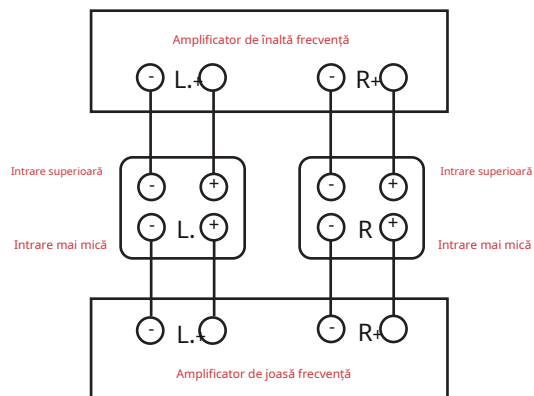 Amplificator de înaltă frecvență
- L.+ - R+
Intrare superioară Intrare superioară
- + - +
- L. + - R +
Intrare mai mică Intrare mai mică
- L.+ - R+
Amplificator de joasă frecvență